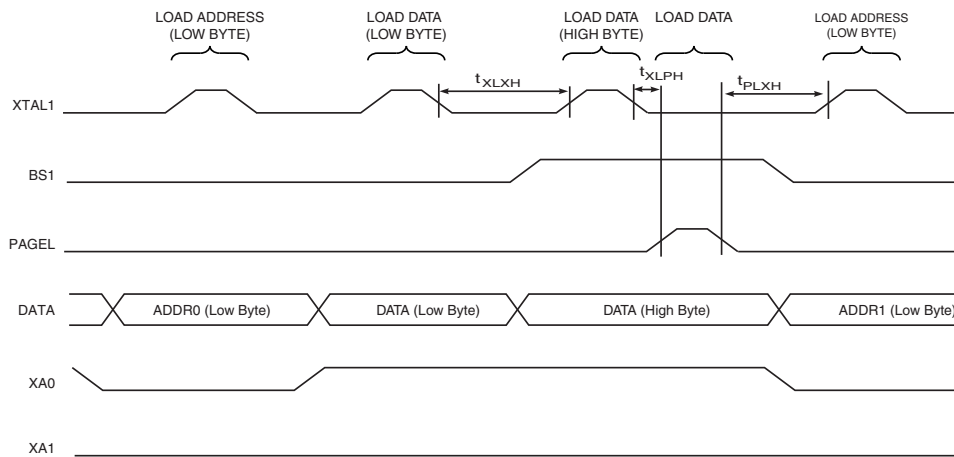 LOAD ADDRESS
(LOW BYTE)
LOAD DATA
(LOW BYTE)
LOAD DATA
(HIGH BYTE)
LOAD DATA
LOAD ADDRESS
(LOW BYTE)
tXLXH
tXLPH
tPLXH
XTAL1
BS1
PAGEL
DATA
ADDR0 (Low Byte)
DATA (Low Byte)
DATA (High Byte)
ADDR1 (Low Byte)
XA0
XA1